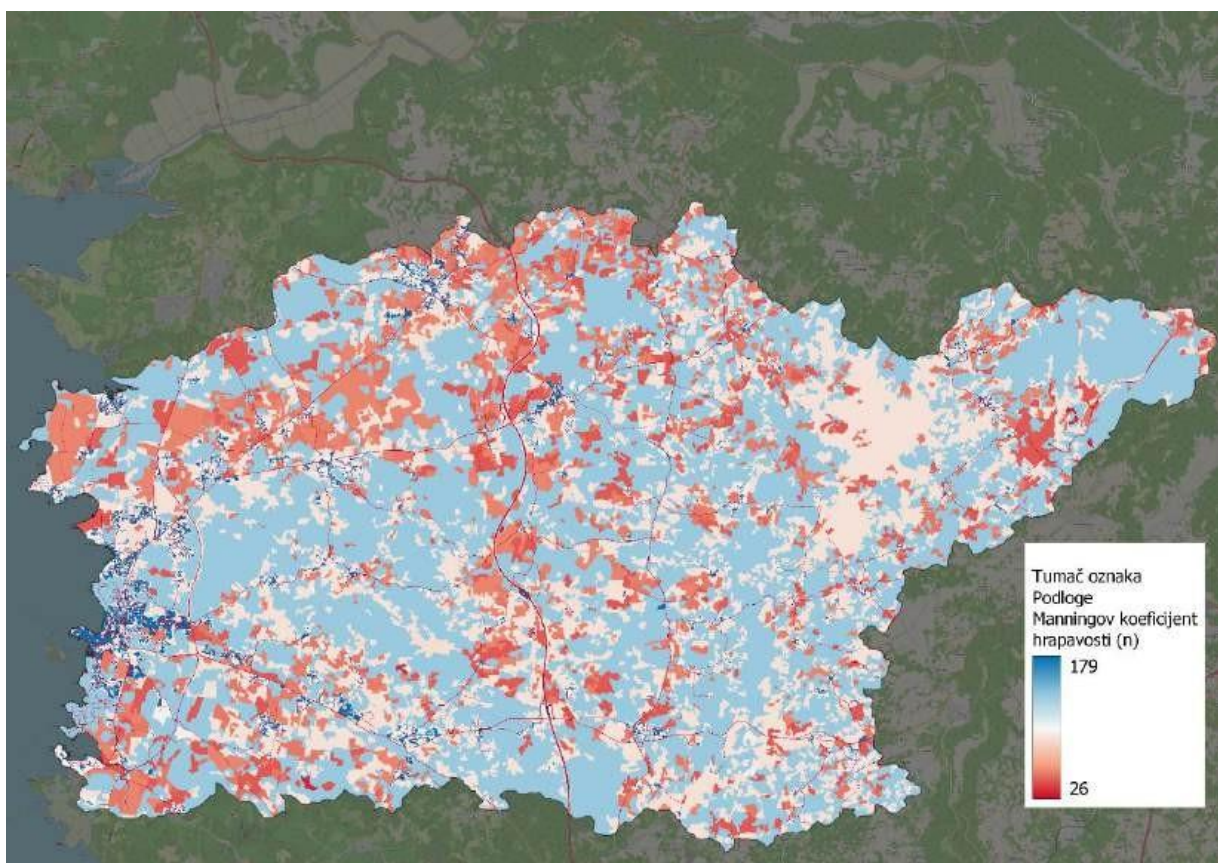 Tumač oznaka
Podloge
Manningov koeficijent
hrapavosti (n)
179
26